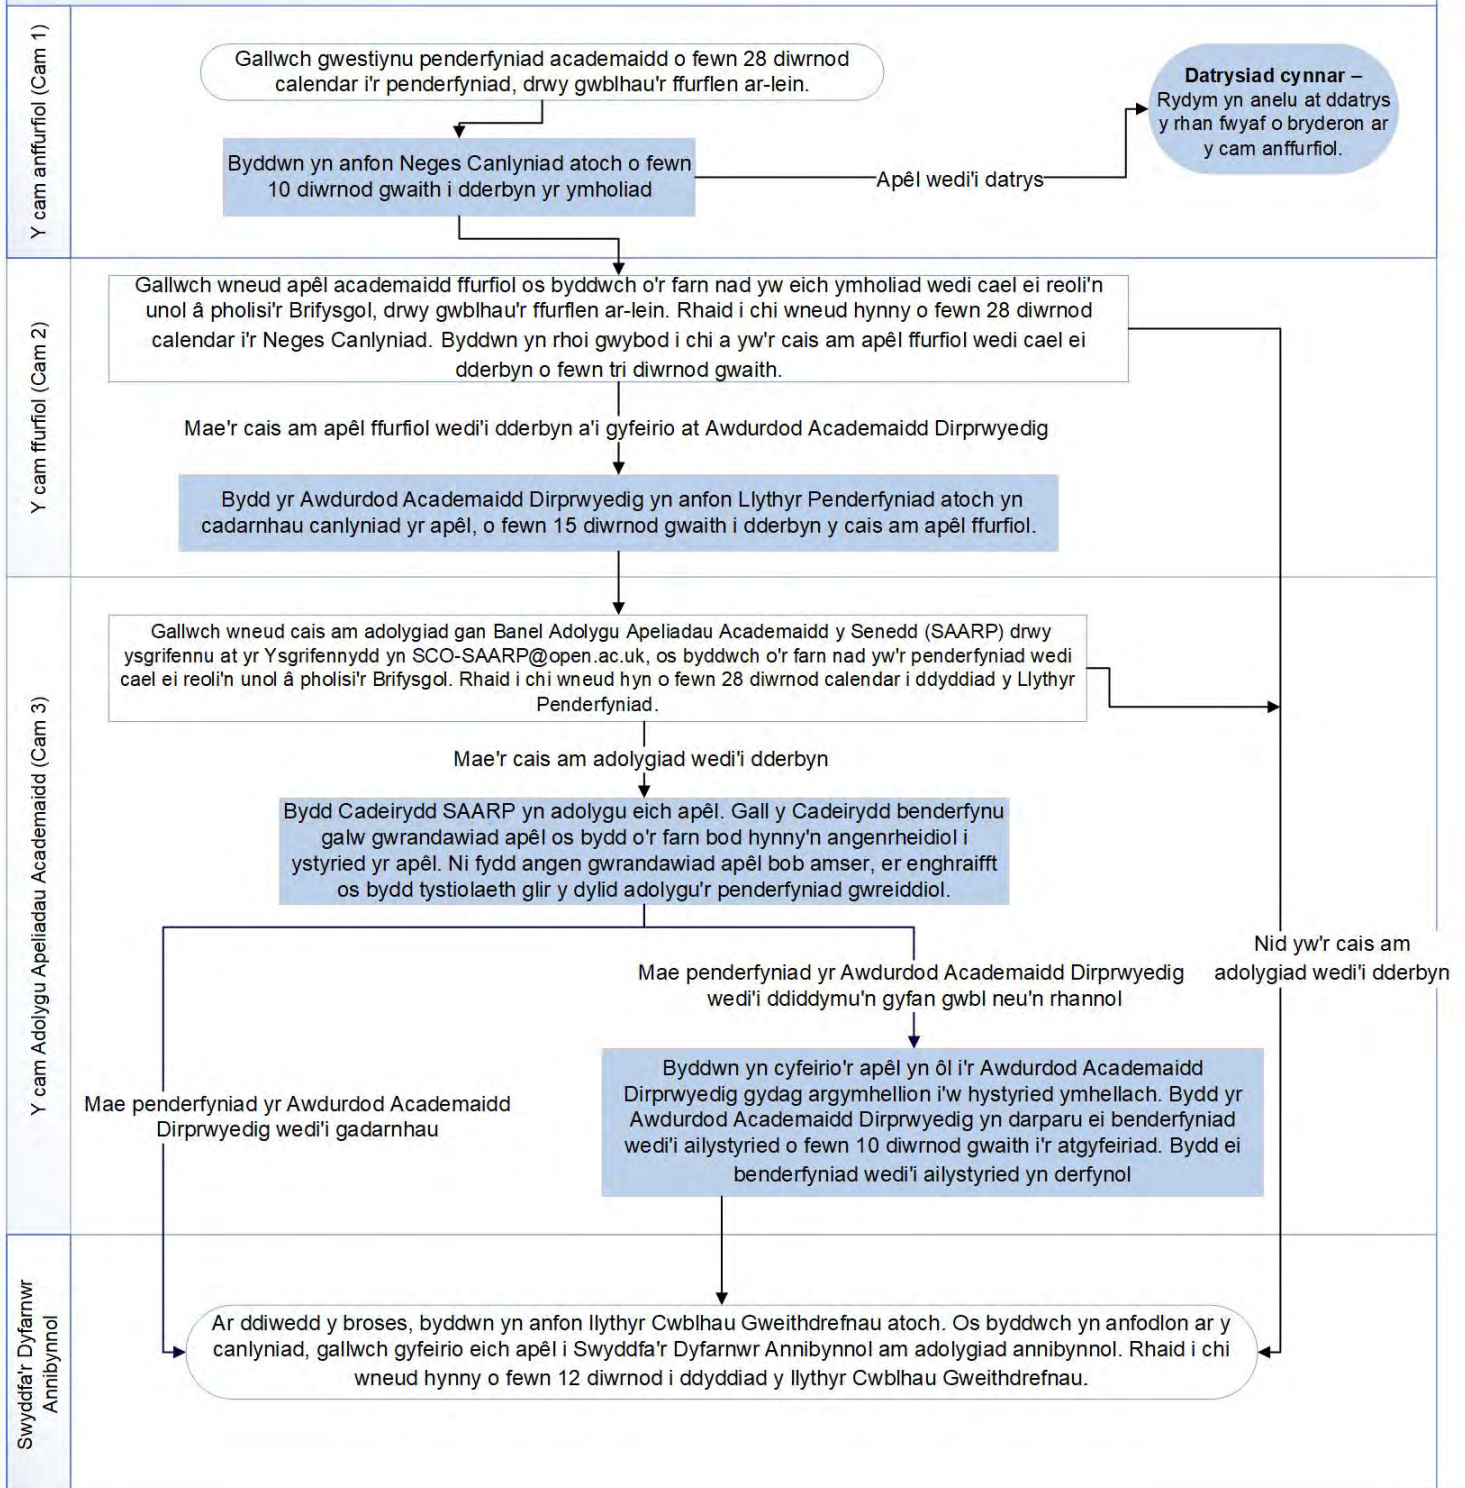 Y cam anffurfiol (Cam 1)
Gallwch gwestiynu penderfyniad academaidd o fewn 28 diwrnod
calendar i'r penderfyniad, drwy gwblhau'r ffurflen ar-lein.
Datrysiad cynnar –
Rydym yn anelu at ddatrys
y rhan fwyaf o bryderon ar
y cam anffurfiol.
Byddwn yn anfon Neges Canlyniad atoch o fewn
10 diwrnod gwaith i dderbyn yr ymholiad
Apêl wedi'i datrys
Y cam ffurfiol (Cam 2)
Gallwch wneud apêl academaidd ffurfiol os byddwch o'r farn nad yw eich ymholiad wedi cael ei reoli'n
unol â pholisi'r Brifysgol, drwy gwblhau'r ffurflen ar-lein. Rhaid i chi wneud hynny o fewn 28 diwrnod
calendar i'r Neges Canlyniad. Byddwn yn rhoi gwybod i chi a yw'r cais am apêl ffurfiol wedi cael ei
dderbyn o fewn tri diwrnod gwaith.
Mae'r cais am apêl ffurfiol wedi'i dderbyn a'i gyfeirio at Awdurdod Academaidd Dirprwyedig
Bydd yr Awdurdod Academaidd Dirprwyedig yn anfon Llythyr Penderfyniad atoch yn
cadarnhau canlyniad yr apêl, o fewn 15 diwrnod gwaith i dderbyn y cais am apêl ffurfiol.
Y cam Adolygu Apeliadau Academaidd (Cam 3)
Gallwch wneud cais am adolygiad gan Banel Adolygu Apeliadau Academaidd y Senedd (SAARP) drwy
ysgrifennu at yr Ysgrifennydd yn SCO-SAARP@open.ac.uk, os byddwch o'r farn nad yw'r penderfyniad wedi
cael ei reoli'n unol â pholisi'r Brifysgol. Rhaid i chi wneud hyn o fewn 28 diwrnod calendar i ddyddiad y Llythyr
Penderfyniad.
Mae'r cais am adolygiad wedi'i dderbyn
Bydd Cadeirydd SAARP yn adolygu eich apêl. Gall y Cadeirydd benderfynu
galw gwrandawiad apêl os bydd o'r farn bod hynny'n angenrheidiol i
ystyried yr apêl. Ni fydd angen gwrandawiad apêl bob amser, er enghraifft
os bydd tystiolaeth glir y dylid adolygu'r penderfyniad gwreiddiol.
Nid yw'r cais am
adolygiad wedi'i dderbyn
Mae penderfyniad yr Awdurdod Academaidd Dirprwyedig
wedi'i ddiddymu'n gyfan gwbl neu'n rhannol
Byddwn yn cyfeirio'r apêl yn ôl i'r Awdurdod Academaidd
Dirprwyedig gydag argymhellion i'w hystyried ymhellach. Bydd yr
Awdurdod Academaidd Dirprwyedig yn darparu ei benderfyniad
wedi'i ailystyried o fewn 10 diwrnod gwaith i'r atgyfeiriad. Bydd ei
benderfyniad wedi'i ailystyried yn derfynol
Mae penderfyniad yr Awdurdod Academaidd
Dirprwyedig wedi'i gadarnhau
Swyddfa'r Dyfarnwr
Annibynnol
Ar ddiwedd y broses, byddwn yn anfon llythyr Cwblhau Gweithdrefnau atoch. Os byddwch yn anfodlon ar y
canlyniad, gallwch gyfeirio eich apêl i Swyddfa'r Dyfarnwr Annibynnol am adolygiad annibynnol. Rhaid i chi
wneud hynny o fewn 12 diwrnod i ddyddiad y llythyr Cwblhau Gweithdrefnau.